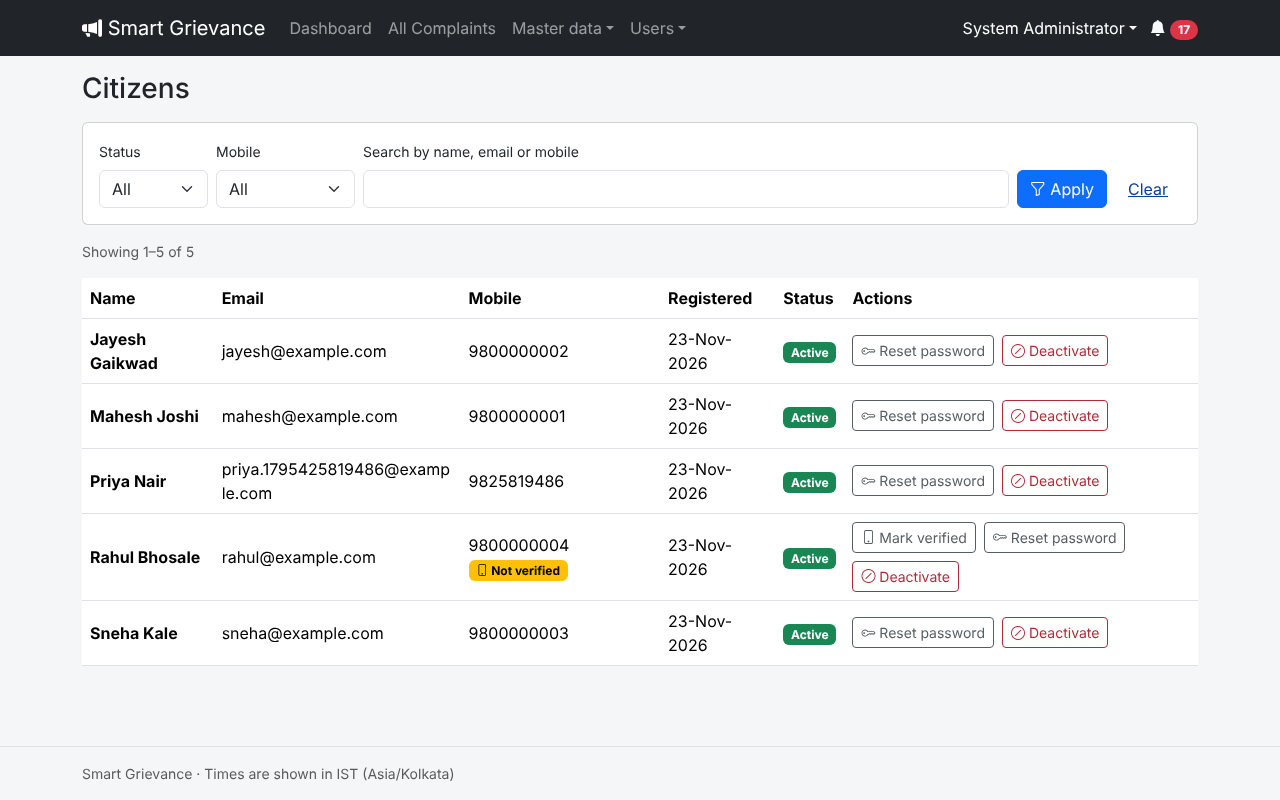 Smart Grievance Dashboard All Complaints Master data Users System Administrator 17
Citizens
Status Mobile Search by name, email or mobile
All All Apply Clear
Showing 1–5 of 5
Name Email Mobile Registered Status Actions
Jayesh Gaikwad jayesh@example.com 9800000002 23-Nov-2026 Active Reset password Deactivate
Mahesh Joshi mahesh@example.com 9800000001 23-Nov-2026 Active Reset password Deactivate
Priya Nair priya.1795425819486@example.com 9825819486 23-Nov-2026 Active Reset password Deactivate
Rahul Bhosale rahul@example.com 9800000004 Not verified 23-Nov-2026 Active Mark verified Reset password Deactivate
Sneha Kale sneha@example.com 9800000003 23-Nov-2026 Active Reset password Deactivate
Smart Grievance · Times are shown in IST (Asia/Kolkata)